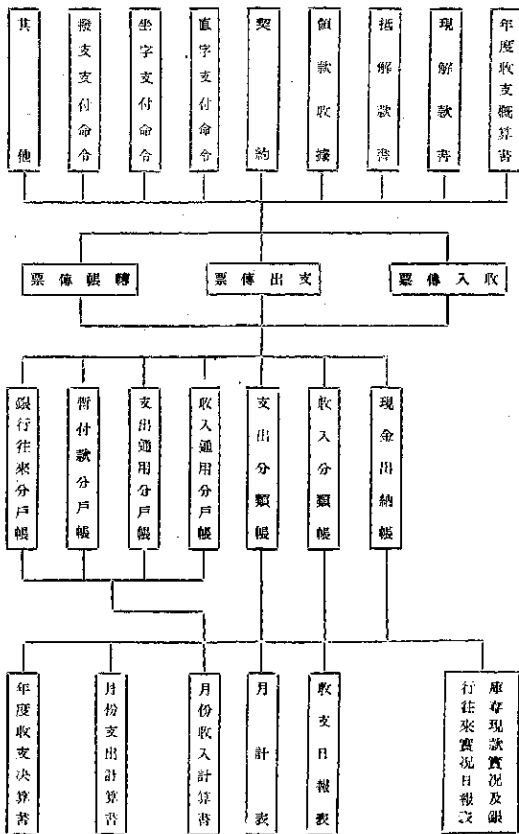 年度收支概算書
現解款書
抵解款書
領款收據
契約
直字支付命令
坐字支付命令
撥支支付命令
其他
收入傳票
支出傳票
轉帳傳票
現金出納帳
收入分類帳
支出分類帳
收入通用分戶帳
支出通用分戶帳
暫付款分戶帳
銀行往來分戶帳
庫存現款實況及銀
行往來實況日報表
收支日報表
月計表
月份收入計算書
月份支出計算書
年度收支決算書